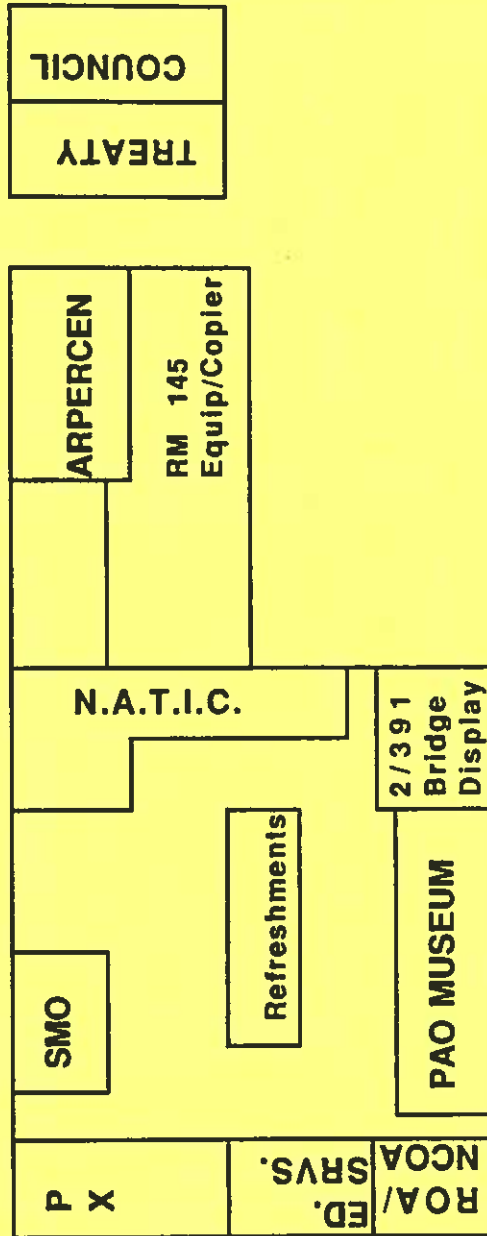 COUNCIL
TREATY
ARPERCEN
RM 145
Equip/Copier
N.A.T.I.C.
2/391
Bridge
Display
Refreshments
SMO
PAO MUSEUM
P
X
ED.
SRVS.
ROA/
NCOA